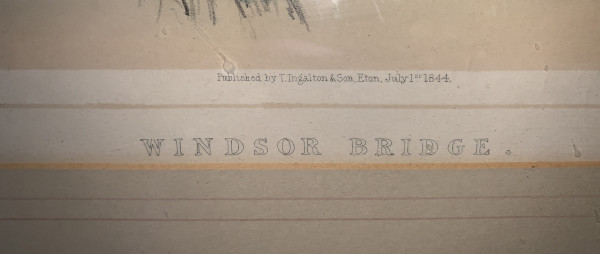 Published by T. Ingalton & Son, Eton, July 1st 1844.
WINDSOR BRIDGE.